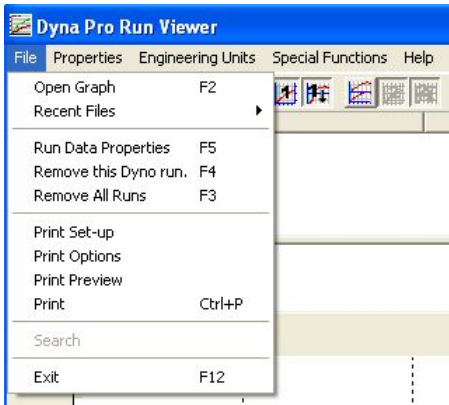 Dyna Pro Run Viewer
File Properties Engineering Units Special Functions Help
Open Graph F2
Recent Files
Run Data Properties F5
Remove this Dyno run. F4
Remove All Runs F3
Print Set-up
Print Options
Print Preview
Print Ctrl+P
Search
Exit F12